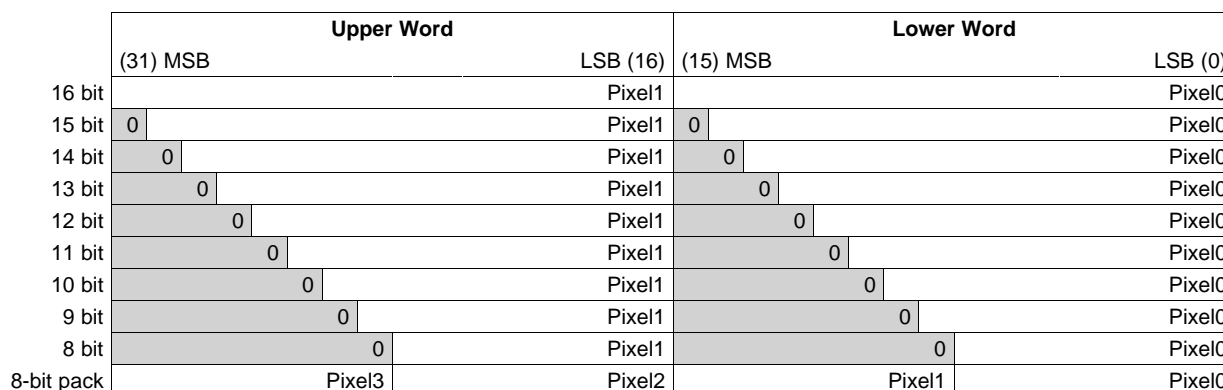 Upper Word Lower Word
(31) MSB LSB (16) (15) MSB LSB (0)
16 bit Pixel1 Pixel0
15 bit 0 Pixel1 0 Pixel0
14 bit 0 Pixel1 0 Pixel0
13 bit 0 Pixel1 0 Pixel0
12 bit 0 Pixel1 0 Pixel0
11 bit 0 Pixel1 0 Pixel0
10 bit 0 Pixel1 0 Pixel0
9 bit 0 Pixel1 0 Pixel0
8 bit 0 Pixel1 0 Pixel0
8-bit pack Pixel3 Pixel2 Pixel1 Pixel0